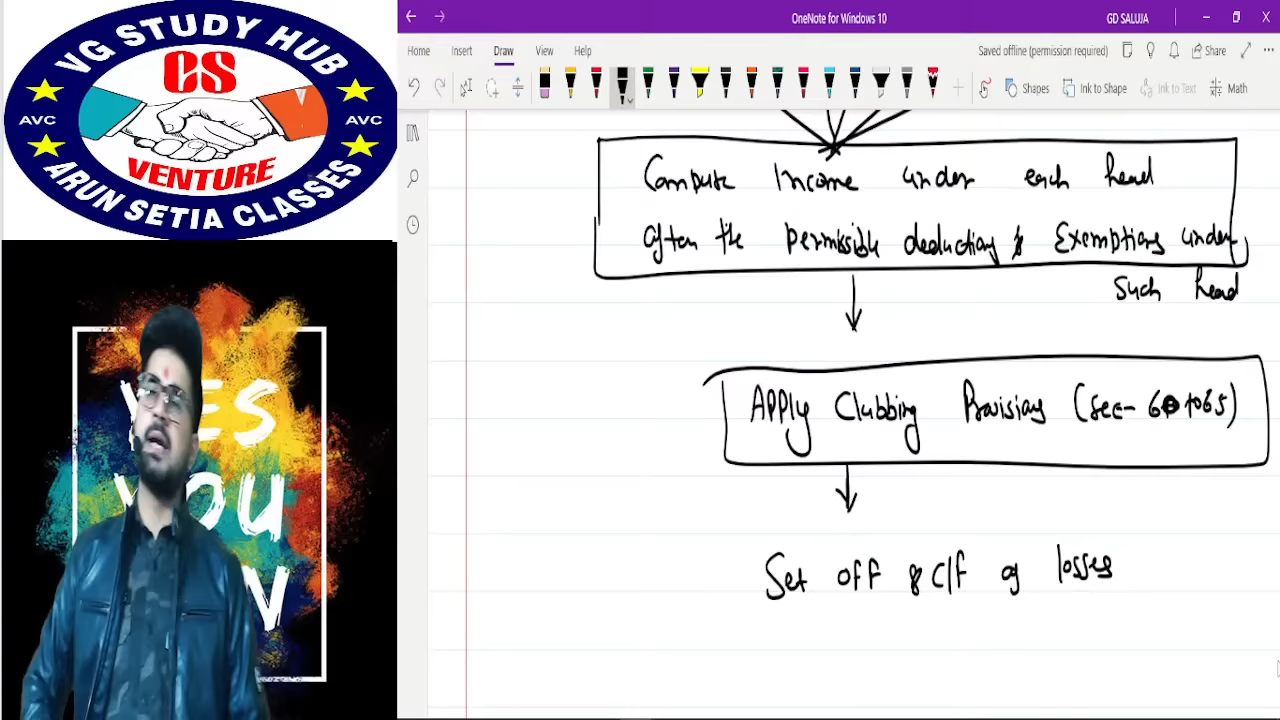 VG STUDY HUB
CS
AVC
AVC
VENTURE
ARUN SETIA CLASSES
YES
YOU
OneNote for Windows 10
GD SALUJA
Home Insert Draw View Help
Saved offline (permission required)
Share
Shapes
Ink to Shape
Ink to Text
Math
Compute Income under each head
after the permissible deductions & Exemptions under
Such head
Apply Clubbing Provisions (Sec- 60 to 65)
Set off & C/f of losses